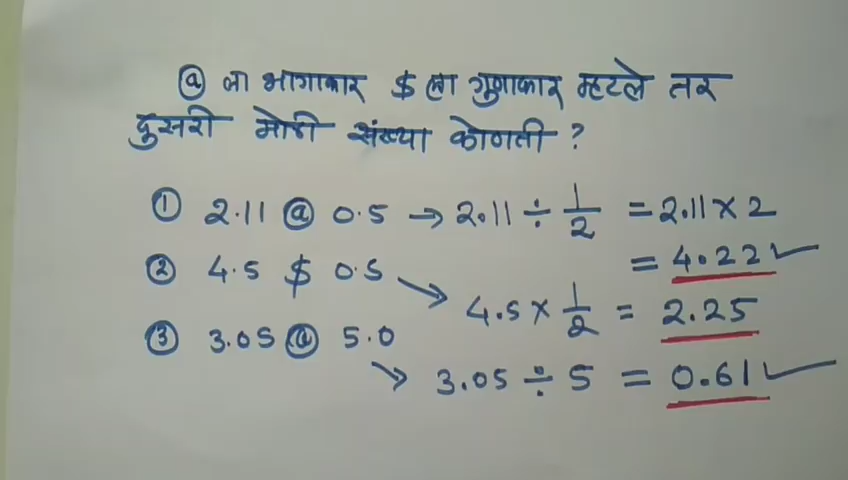 @ ला भागाकार $ ला गुणाकार म्हटले तर
दुसरी मोठी संख्या कोणती ?
① 2.11 @ 0.5 → 2.11 ÷ 1/2 = 2.11 × 2
= 4.22 ✓
② 4.5 $ 0.5 → 4.5 × 1/2 = 2.25
③ 3.05 @ 5.0 → 3.05 ÷ 5 = 0.61 ✓